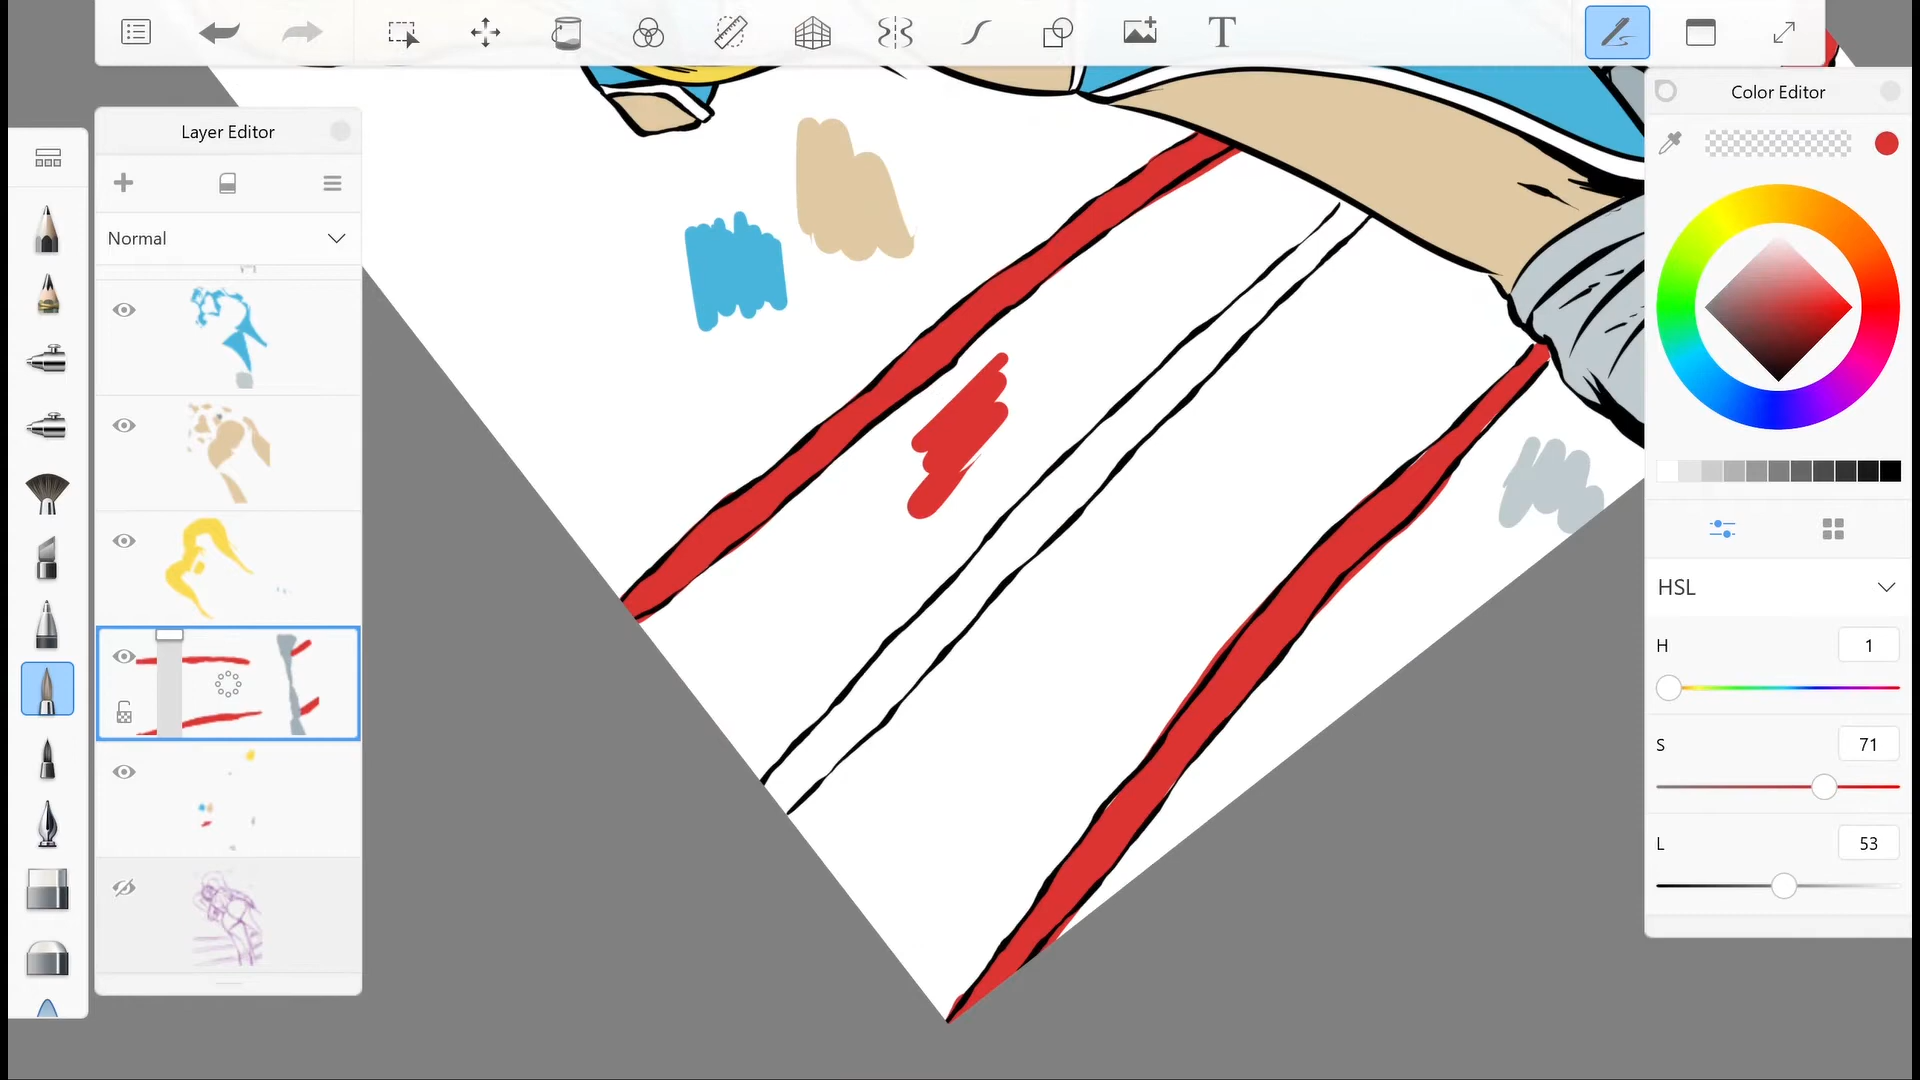 T
Color Editor
Layer Editor
Normal
HSL
H 1
S 71
L 53